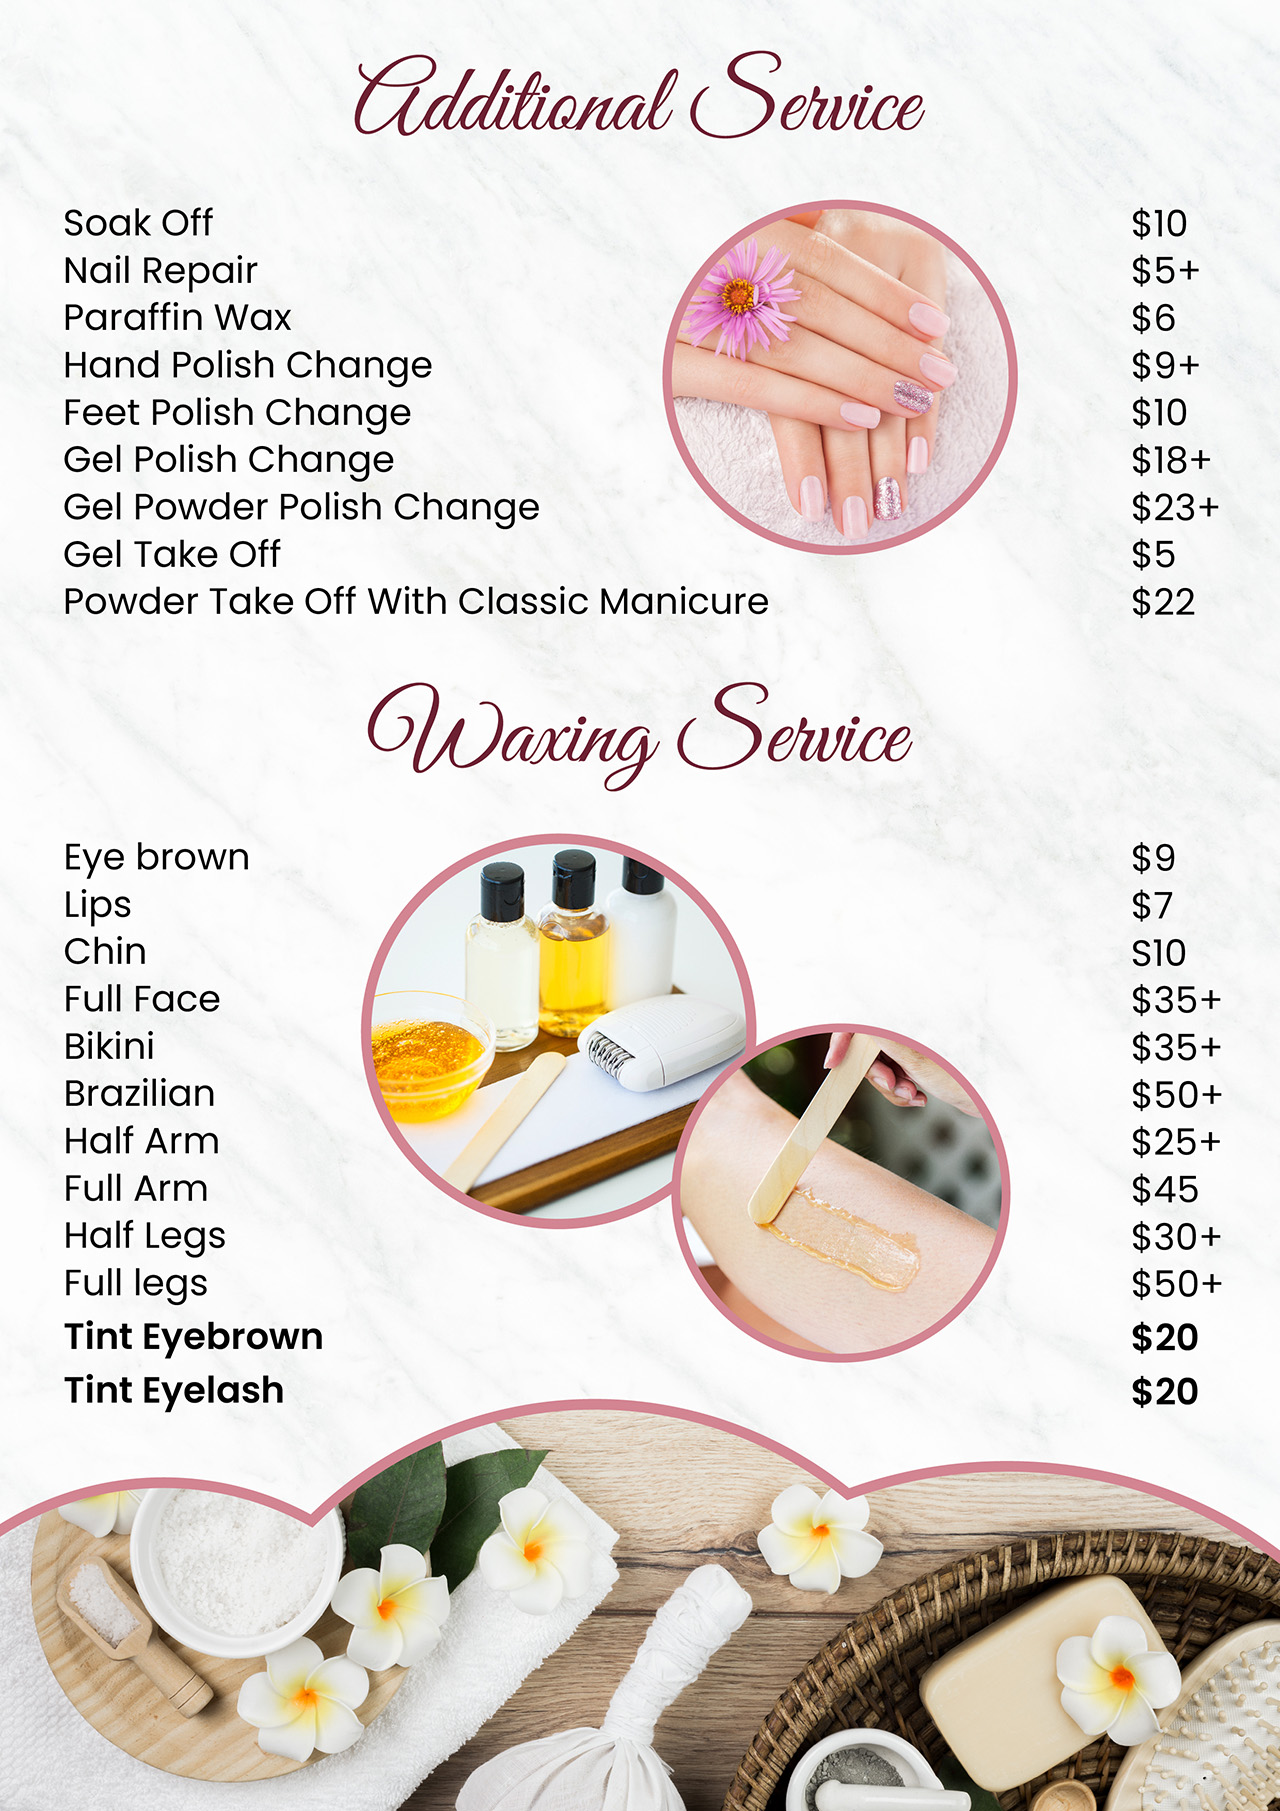 Additional Service
Soak Off $10
Nail Repair $5+
Paraffin Wax $6
Hand Polish Change $9+
Feet Polish Change $10
Gel Polish Change $18+
Gel Powder Polish Change $23+
Gel Take Off $5
Powder Take Off With Classic Manicure $22
Waxing Service
Eye brown $9
Lips $7
Chin S10
Full Face $35+
Bikini $35+
Brazilian $50+
Half Arm $25+
Full Arm $45
Half Legs $30+
Full legs $50+
Tint Eyebrown $20
Tint Eyelash $20